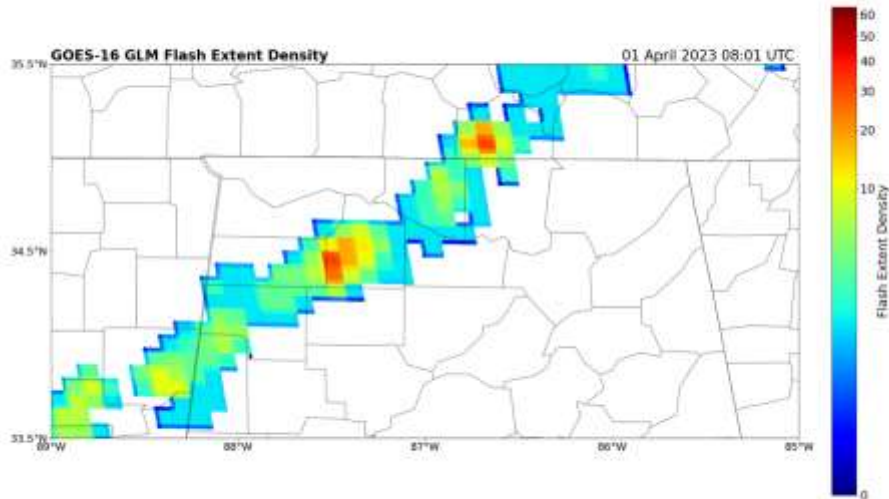 GOES-16 GLM Flash Extent Density
01 April 2023 08:01 UTC
35.5°N
34.5°N
33.5°N
89°W
88°W
87°W
86°W
85°W
60
50
40
30
20
10
0
Flash Extent Density